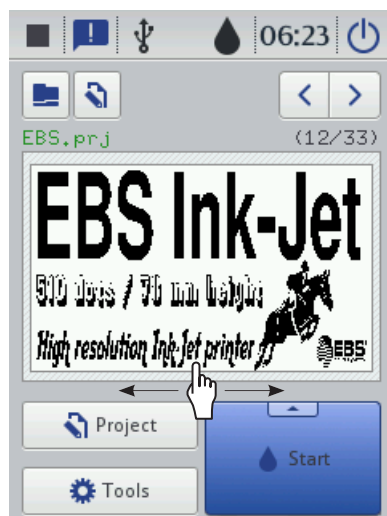 06:23
EBS.prj (12/33)
EBS Ink-Jet
510 dots / 70 mm height
High resolution Ink-Jet printer
EBS
Project
Start
Tools